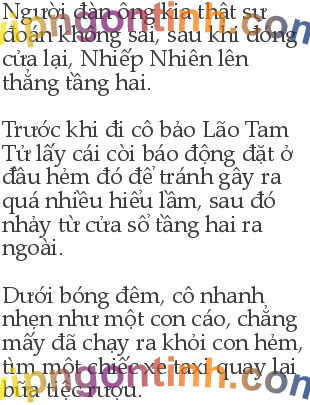 Người đàn ông kia thật sự
đoán không sai, sau khi đóng
cửa lại, Nhiếp Nhiên lên
thẳng tầng hai.
Trước khi đi cô bảo Lão Tam
Tử lấy cái còi báo động đặt ở
đầu hẻm đó để tránh gây ra
quá nhiều hiểu lầm, sau đó
nhảy từ cửa sổ tầng hai ra
ngoài.
Dưới bóng đêm, cô nhanh
nhẹn như một con cáo, chẳng
mấy đã chạy ra khỏi con hẻm,
tìm một chiếc xe taxi quay lại
bữa tiệc rượu.
vipngontinh.com
vipngontinh.com